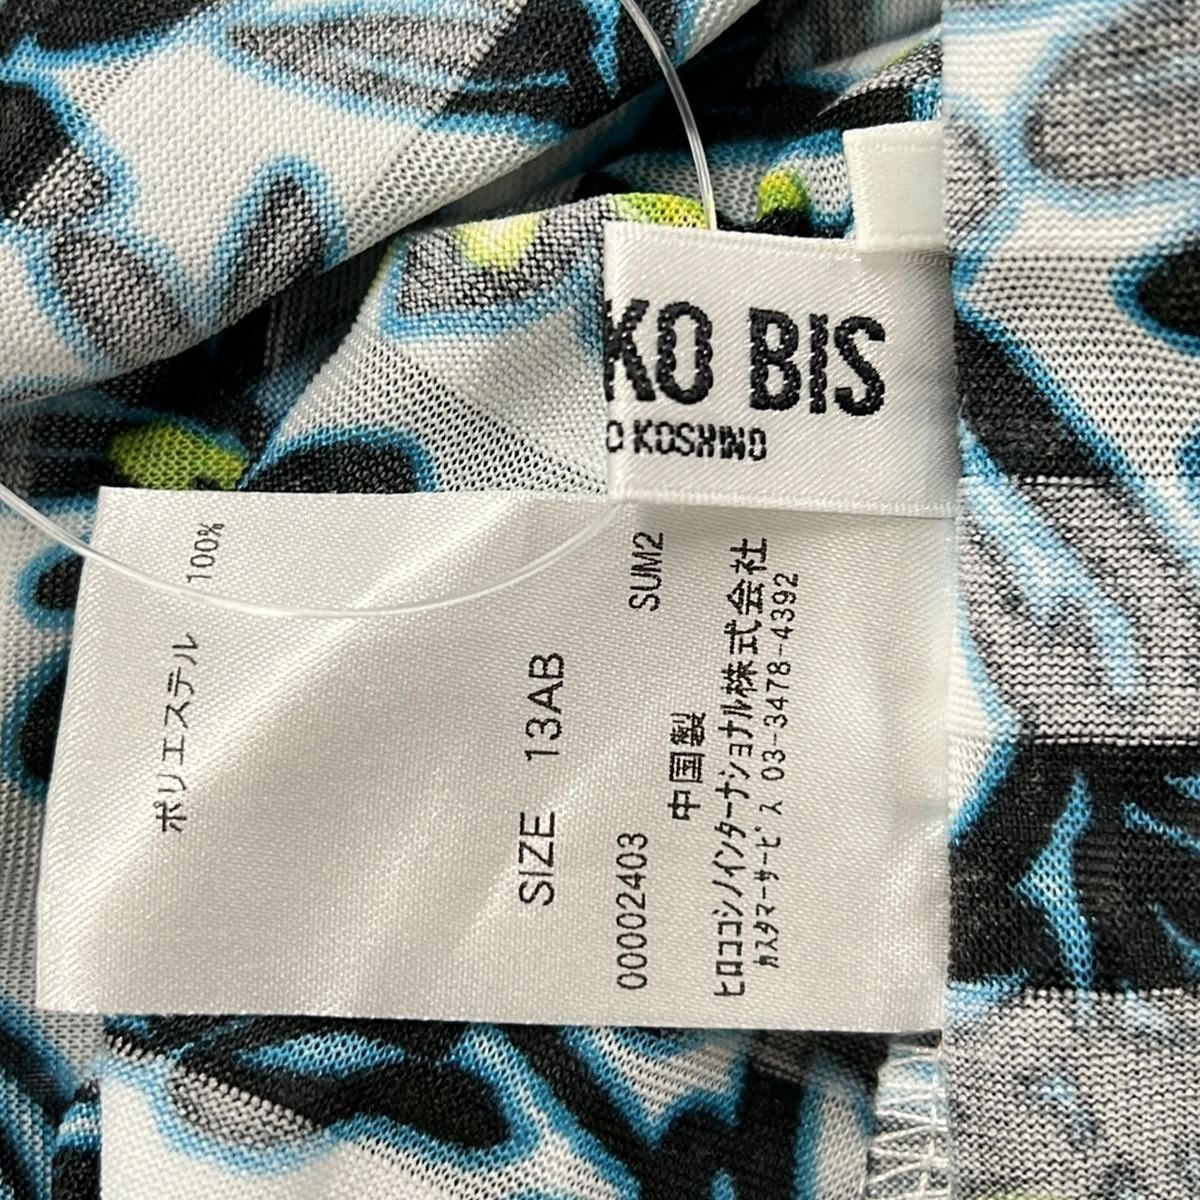 KO BIS
O KOSHINO
ポリエステル 100%
SIZE 13AB
00002403 SUM2
中国製
ヒロココシノインターナショナル株式会社
カスタマーサービス 03-3478-4392